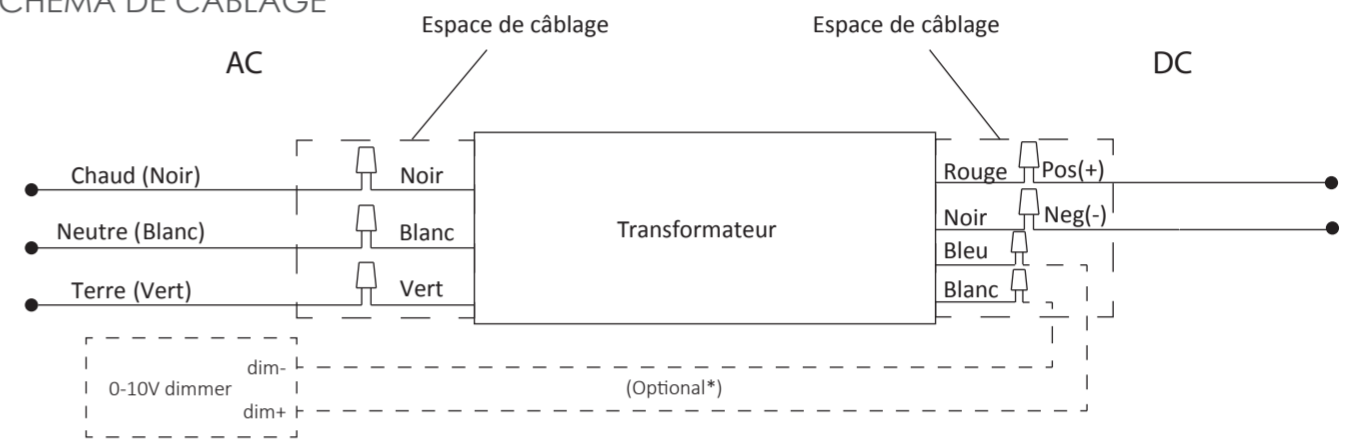 CHÉMA DE CÂBLAGE
Espace de câblage
Espace de câblage
AC
DC
Chaud (Noir)
Noir
Rouge
Pos(+)
Neutre (Blanc)
Blanc
Transformateur
Noir
Neg(-)
Bleu
Terre (Vert)
Vert
Blanc
dim-
0-10V dimmer
(Optional*)
dim+